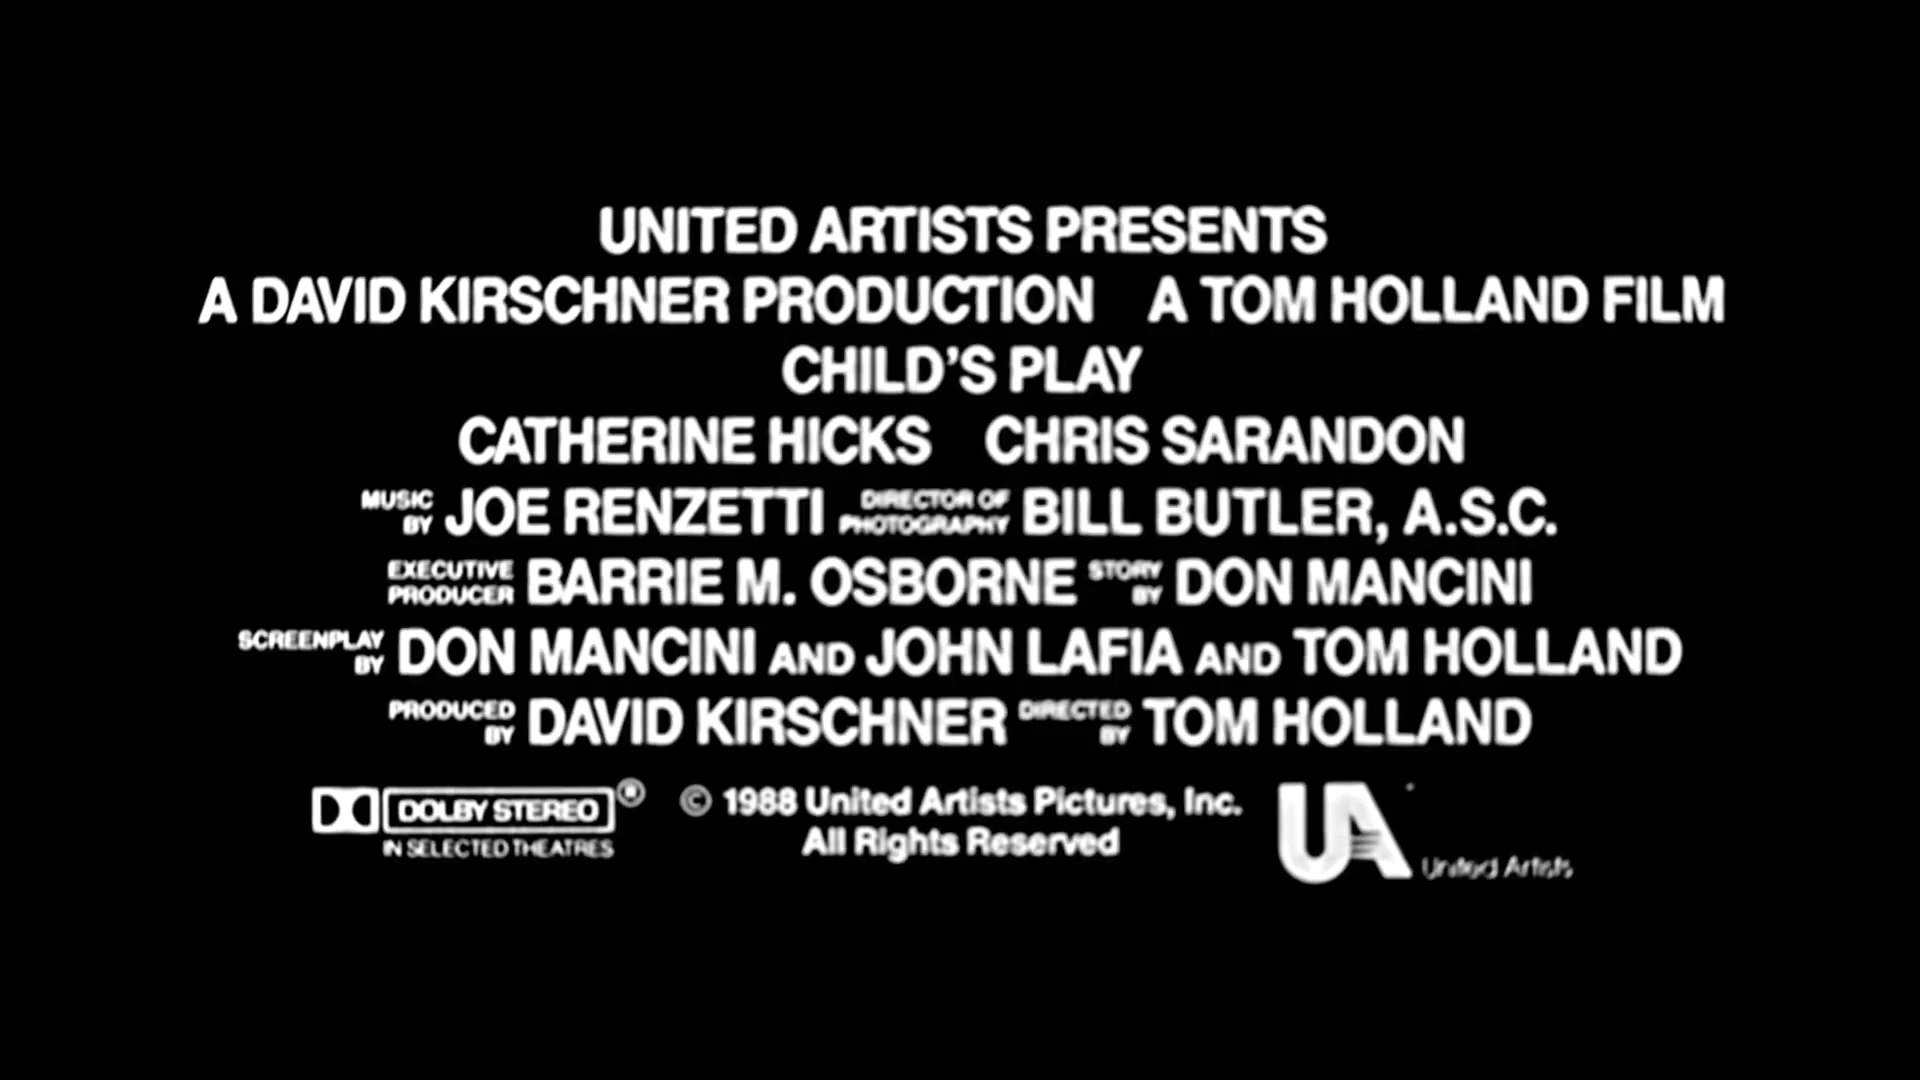 UNITED ARTISTS PRESENTS
A DAVID KIRSCHNER PRODUCTION A TOM HOLLAND FILM
CHILD'S PLAY
CATHERINE HICKS CHRIS SARANDON
MUSIC BY JOE RENZETTI DIRECTOR OF PHOTOGRAPHY BILL BUTLER, A.S.C.
EXECUTIVE PRODUCER BARRIE M. OSBORNE STORY BY DON MANCINI
SCREENPLAY BY DON MANCINI AND JOHN LAFIA AND TOM HOLLAND
PRODUCED BY DAVID KIRSCHNER DIRECTED BY TOM HOLLAND
DOLBY STEREO ®
IN SELECTED THEATRES
© 1988 United Artists Pictures, Inc.
All Rights Reserved
UA
United Artists